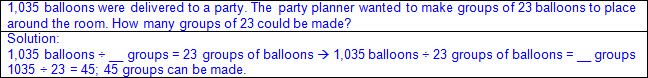 1,035 balloons were delivered to a party. The party planner wanted to make groups of 23 balloons to place
around the room. How many groups of 23 could be made?
Solution:
1,035 balloons ÷ __ groups = 23 groups of balloons → 1,035 balloons ÷ 23 groups of balloons = __ groups
1035 ÷ 23 = 45; 45 groups can be made.